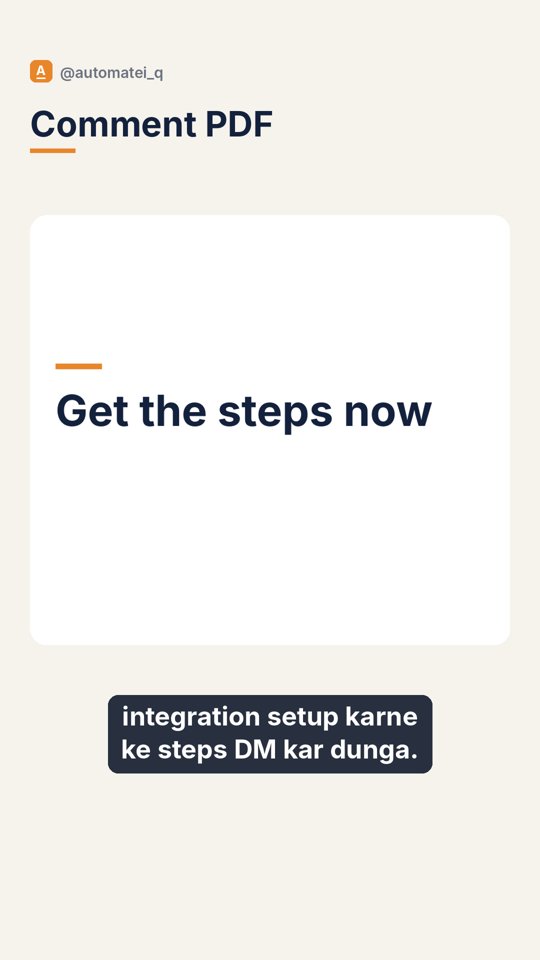 A
@automatei_q
Comment PDF
Get the steps now
integration setup karne
ke steps DM kar dunga.